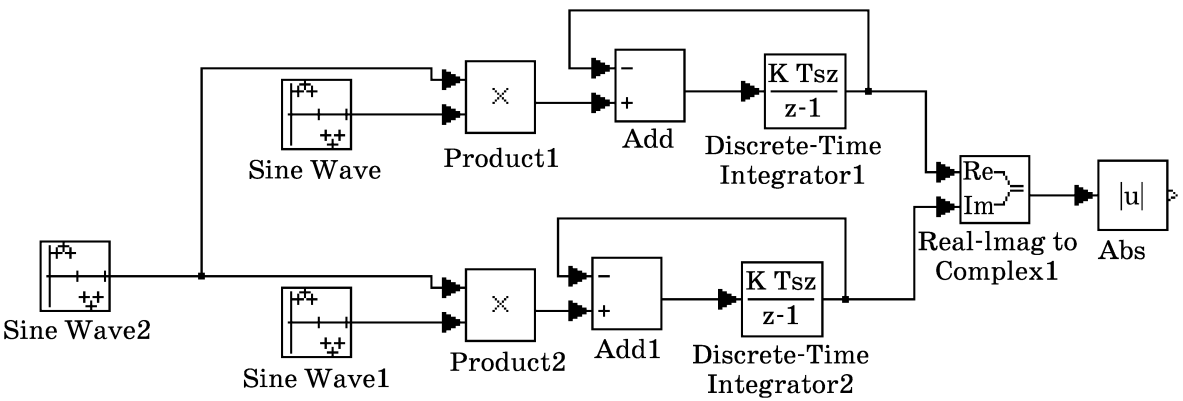 Sine Wave
×
Product1
−
+
Add
K Tsz
z-1
Discrete-Time
Integrator1
Re
Im
=
Real-Imag to
Complex1
|u|
Abs
Sine Wave2
Sine Wave1
×
Product2
−
+
Add1
K Tsz
z-1
Discrete-Time
Integrator2